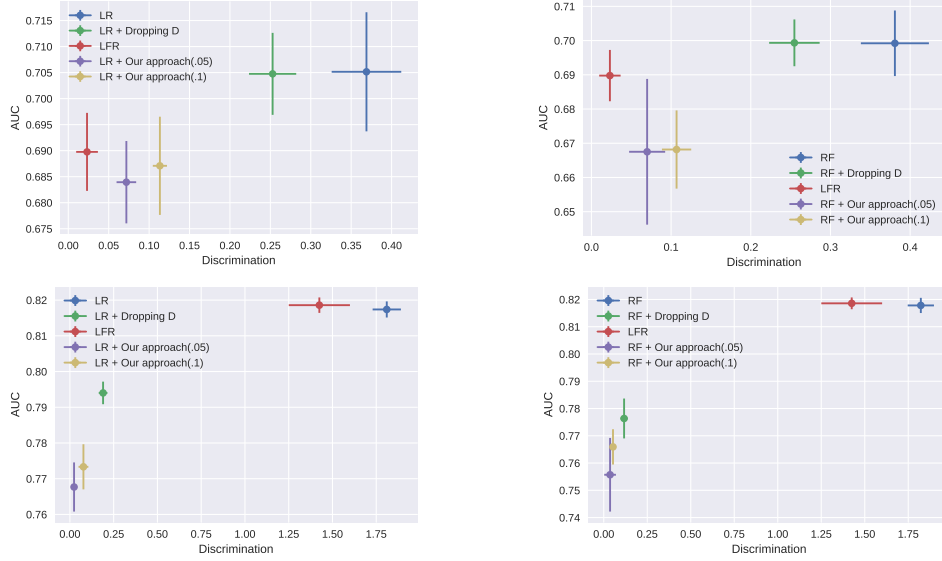 0.715
0.710
0.705
0.700
0.695
0.690
0.685
0.680
0.675
AUC
LR
LR + Dropping D
LFR
LR + Our approach(.05)
LR + Our approach(.1)
0.00 0.05 0.10 0.15 0.20 0.25 0.30 0.35 0.40
Discrimination
0.71
0.70
0.69
0.68
0.67
0.66
0.65
AUC
RF
RF + Dropping D
LFR
RF + Our approach(.05)
RF + Our approach(.1)
0.0 0.1 0.2 0.3 0.4
Discrimination
0.82
0.81
0.80
0.79
0.78
0.77
0.76
AUC
LR
LR + Dropping D
LFR
LR + Our approach(.05)
LR + Our approach(.1)
0.00 0.25 0.50 0.75 1.00 1.25 1.50 1.75
Discrimination
0.82
0.81
0.80
0.79
0.78
0.77
0.76
0.75
0.74
AUC
RF
RF + Dropping D
LFR
RF + Our approach(.05)
RF + Our approach(.1)
0.00 0.25 0.50 0.75 1.00 1.25 1.50 1.75
Discrimination